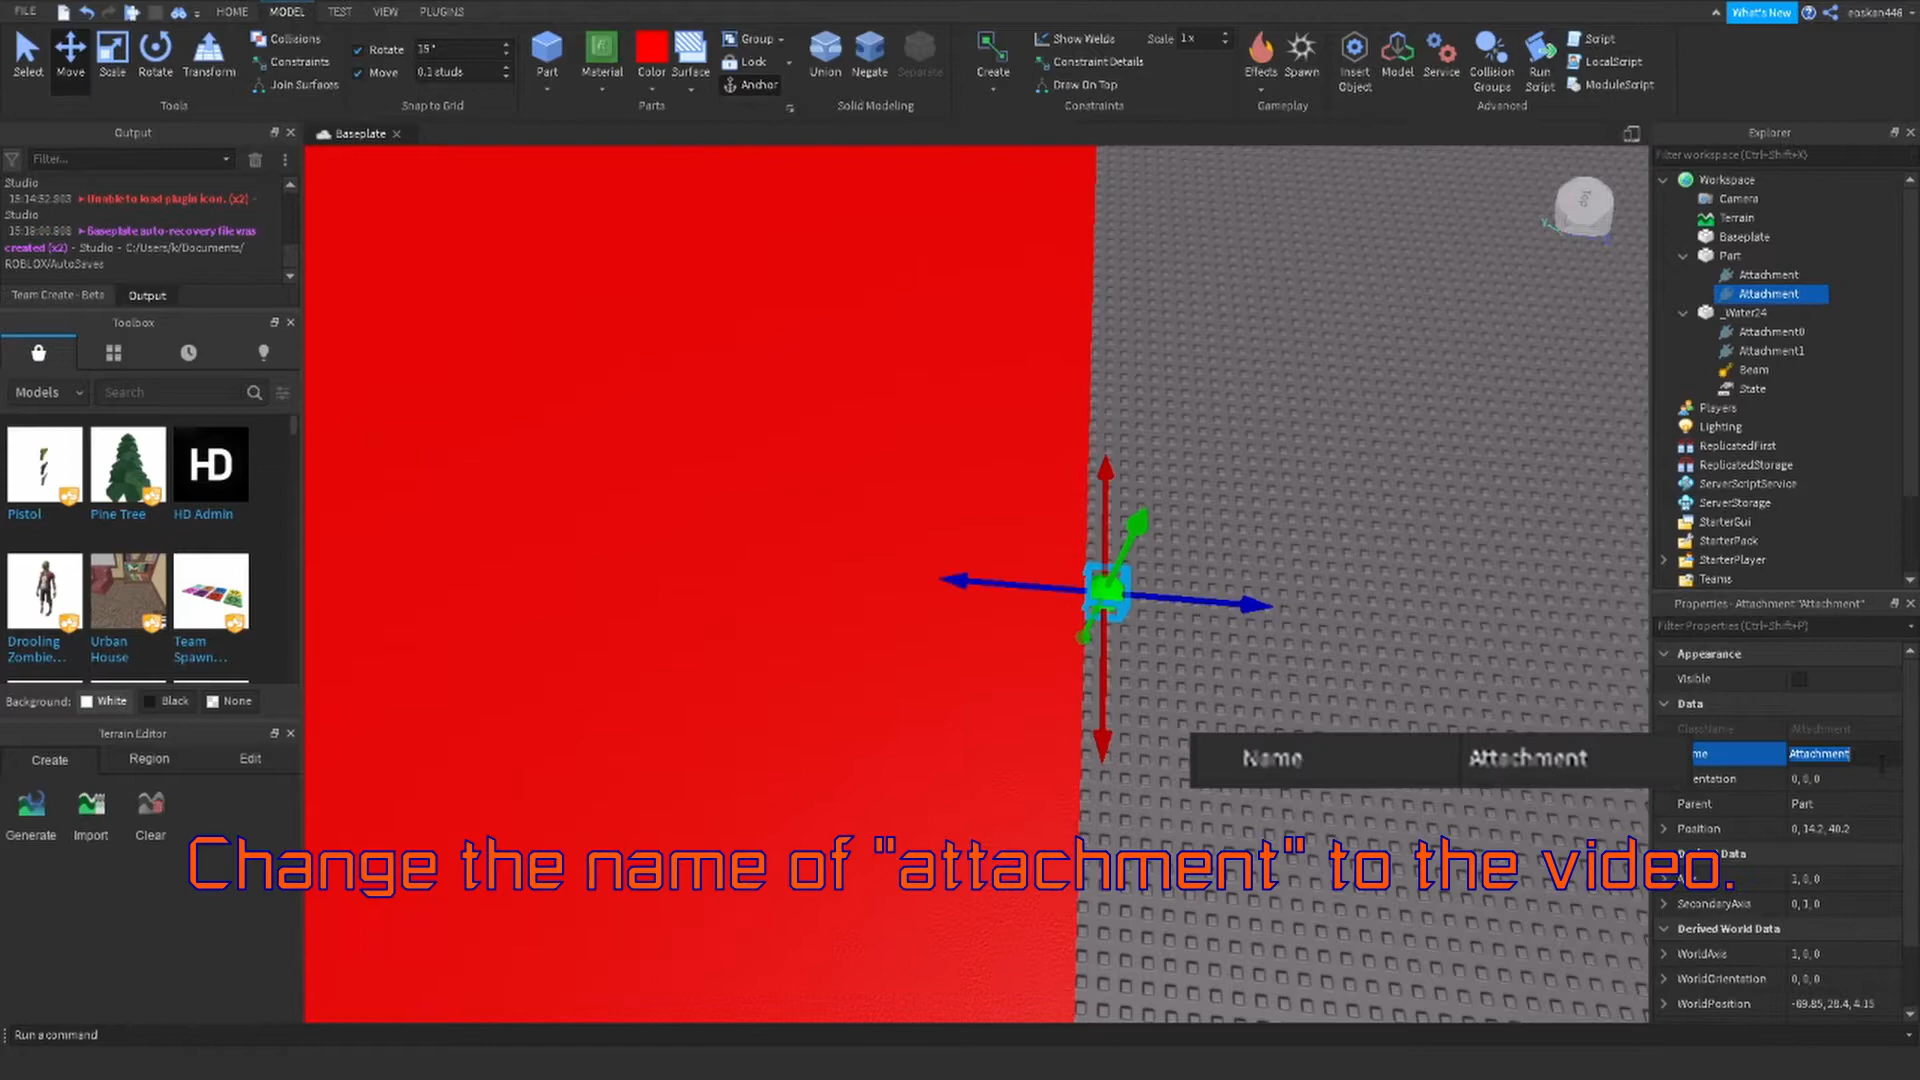 FILE HOME MODEL TEST VIEW PLUGINS What's New easkan446
Select Move Scale Rotate Transform
Collisions
Constraints
Join Surfaces
Tools
Rotate 15°
Move 0.1 studs
Snap to Grid
Part Material Color Surface
Group
Lock
Anchor
Parts
Union Negate Separate
Solid Modeling
Create
Show Welds
Constraint Details
Draw On Top
Scale 1x
Constraints
Effects Spawn
Gameplay
Insert Object
Model
Service
Collision Groups
Run Script
Script
LocalScript
ModuleScript
Advanced
Output
Filter...
Studio
15:14:52.903 Unable to load plugin icon. (x2) -
Studio
Baseplate auto-recovery file was
created (x2) - Studio - C:/Users/k/Documents/
ROBLOX/AutoSaves
Team Create - Beta Output
Toolbox
Models Search
Pistol Pine Tree HD Admin
HD
Drooling Zombie...
Urban House
Team Spawn...
Background: White Black None
Terrain Editor
Create Region Edit
Generate Import Clear
Baseplate
Top
Name Attachment
Change the name of "attachment" to the video.
Explorer
Filter workspace (Ctrl+Shift+X)
Workspace
Camera
Terrain
Baseplate
Part
Attachment
Attachment
_Water24
Attachment0
Attachment1
Beam
State
Players
Lighting
ReplicatedFirst
ReplicatedStorage
ServerScriptService
ServerStorage
StarterGui
StarterPack
StarterPlayer
Teams
Properties - Attachment "Attachment"
Filter Properties (Ctrl+Shift+P)
Appearance
Visible
Data
ClassName Attachment
me Attachment
entation 0, 0, 0
Parent Part
Position 0, 14.2, 40.2
Data
1, 0, 0
SecondaryAxis 0, 1, 0
Derived World Data
WorldAxis 1, 0, 0
WorldOrientation 0, 0, 0
WorldPosition -69.85, 28.4, 4.15
Run a command